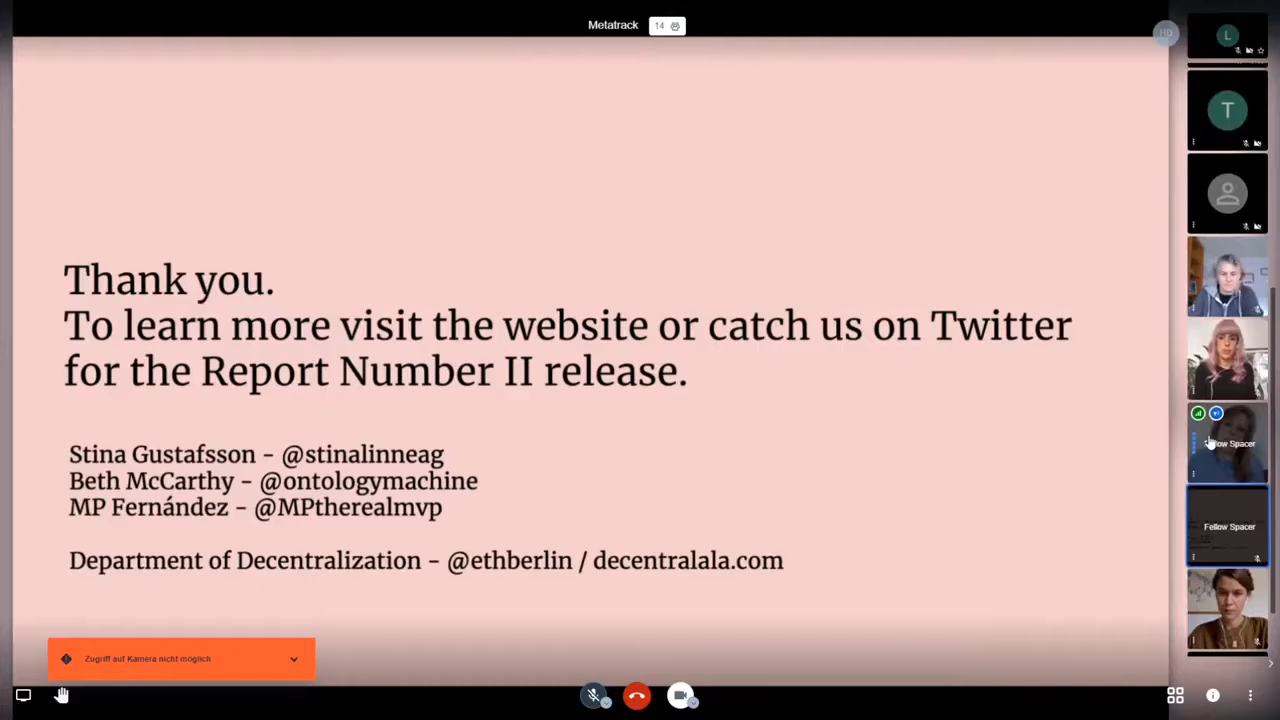 Metatrack 14
HD
L
T
Thank you.
To learn more visit the website or catch us on Twitter
for the Report Number II release.
Fellow Spacer
Stina Gustafsson - @stinalinneag
Beth McCarthy - @ontologymachine
MP Fernández - @MPtherealmvp
Fellow Spacer
Department of Decentralization - @ethberlin / decentralala.com
Zugriff auf Kamera nicht möglich